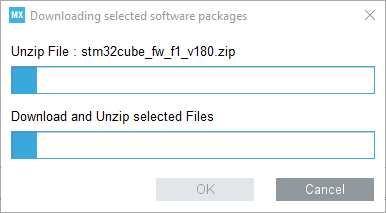 MX Downloading selected software packages
Unzip File : stm32cube_fw_f1_v180.zip
Download and Unzip selected Files
OK Cancel